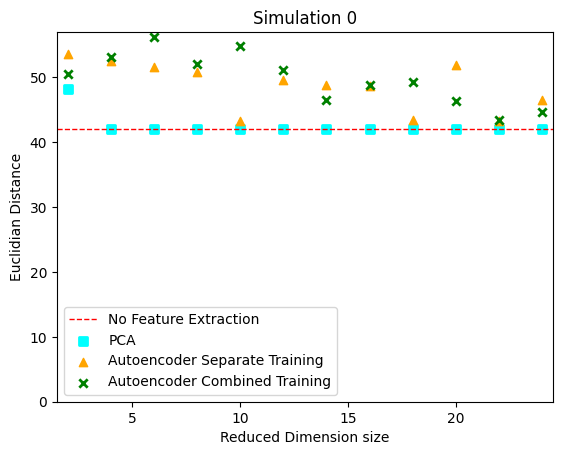 Simulation 0
Euclidian Distance
50
40
30
20
10
0
No Feature Extraction
PCA
Autoencoder Separate Training
Autoencoder Combined Training
5
10
15
20
Reduced Dimension size